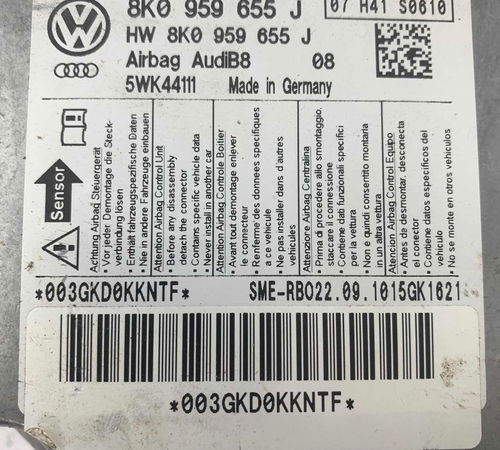 8K0 959 655 J
07 H41 S0610
HW 8K0 959 655 J
Airbag AudiB8 08
5WK44111 Made in Germany
Sensor
Achtung Airbag Steuergerät
• Vor jeder Demontage die Steck-
verbindung lösen
• Enthält fahrzeugspezifische Daten
• Nie in andere Fahrzeuge einbauen
Attention Airbag Control Unit
• Before any disassembly
detach the connector
• Contains specific vehicle data
• Never install in another car
Attention Airbag Controle Boitier
• Avant tout demontage enlever
le connecteur
• Renferme des donnees specifiques
a ce véhicule
• Ne pas installer dans d'autres
véhicules
Attenzione Airbag Centralina
• Prima di procedere allo smontaggio,
staccare il connessione
• Contiene dati funzionali specifici
per la vettura
• Non e quindi consentito montarla
in un altra vettura
Atencion Airbag Control Equipo
• Antes de desmontar desconecta
el conector
• Contiene datos especificos del
vehiculo
• No se monte en otros vehiculos
*003GKD0KKNTF*
SME-RB022.09.1015GK1621
*003GKD0KKNTF*